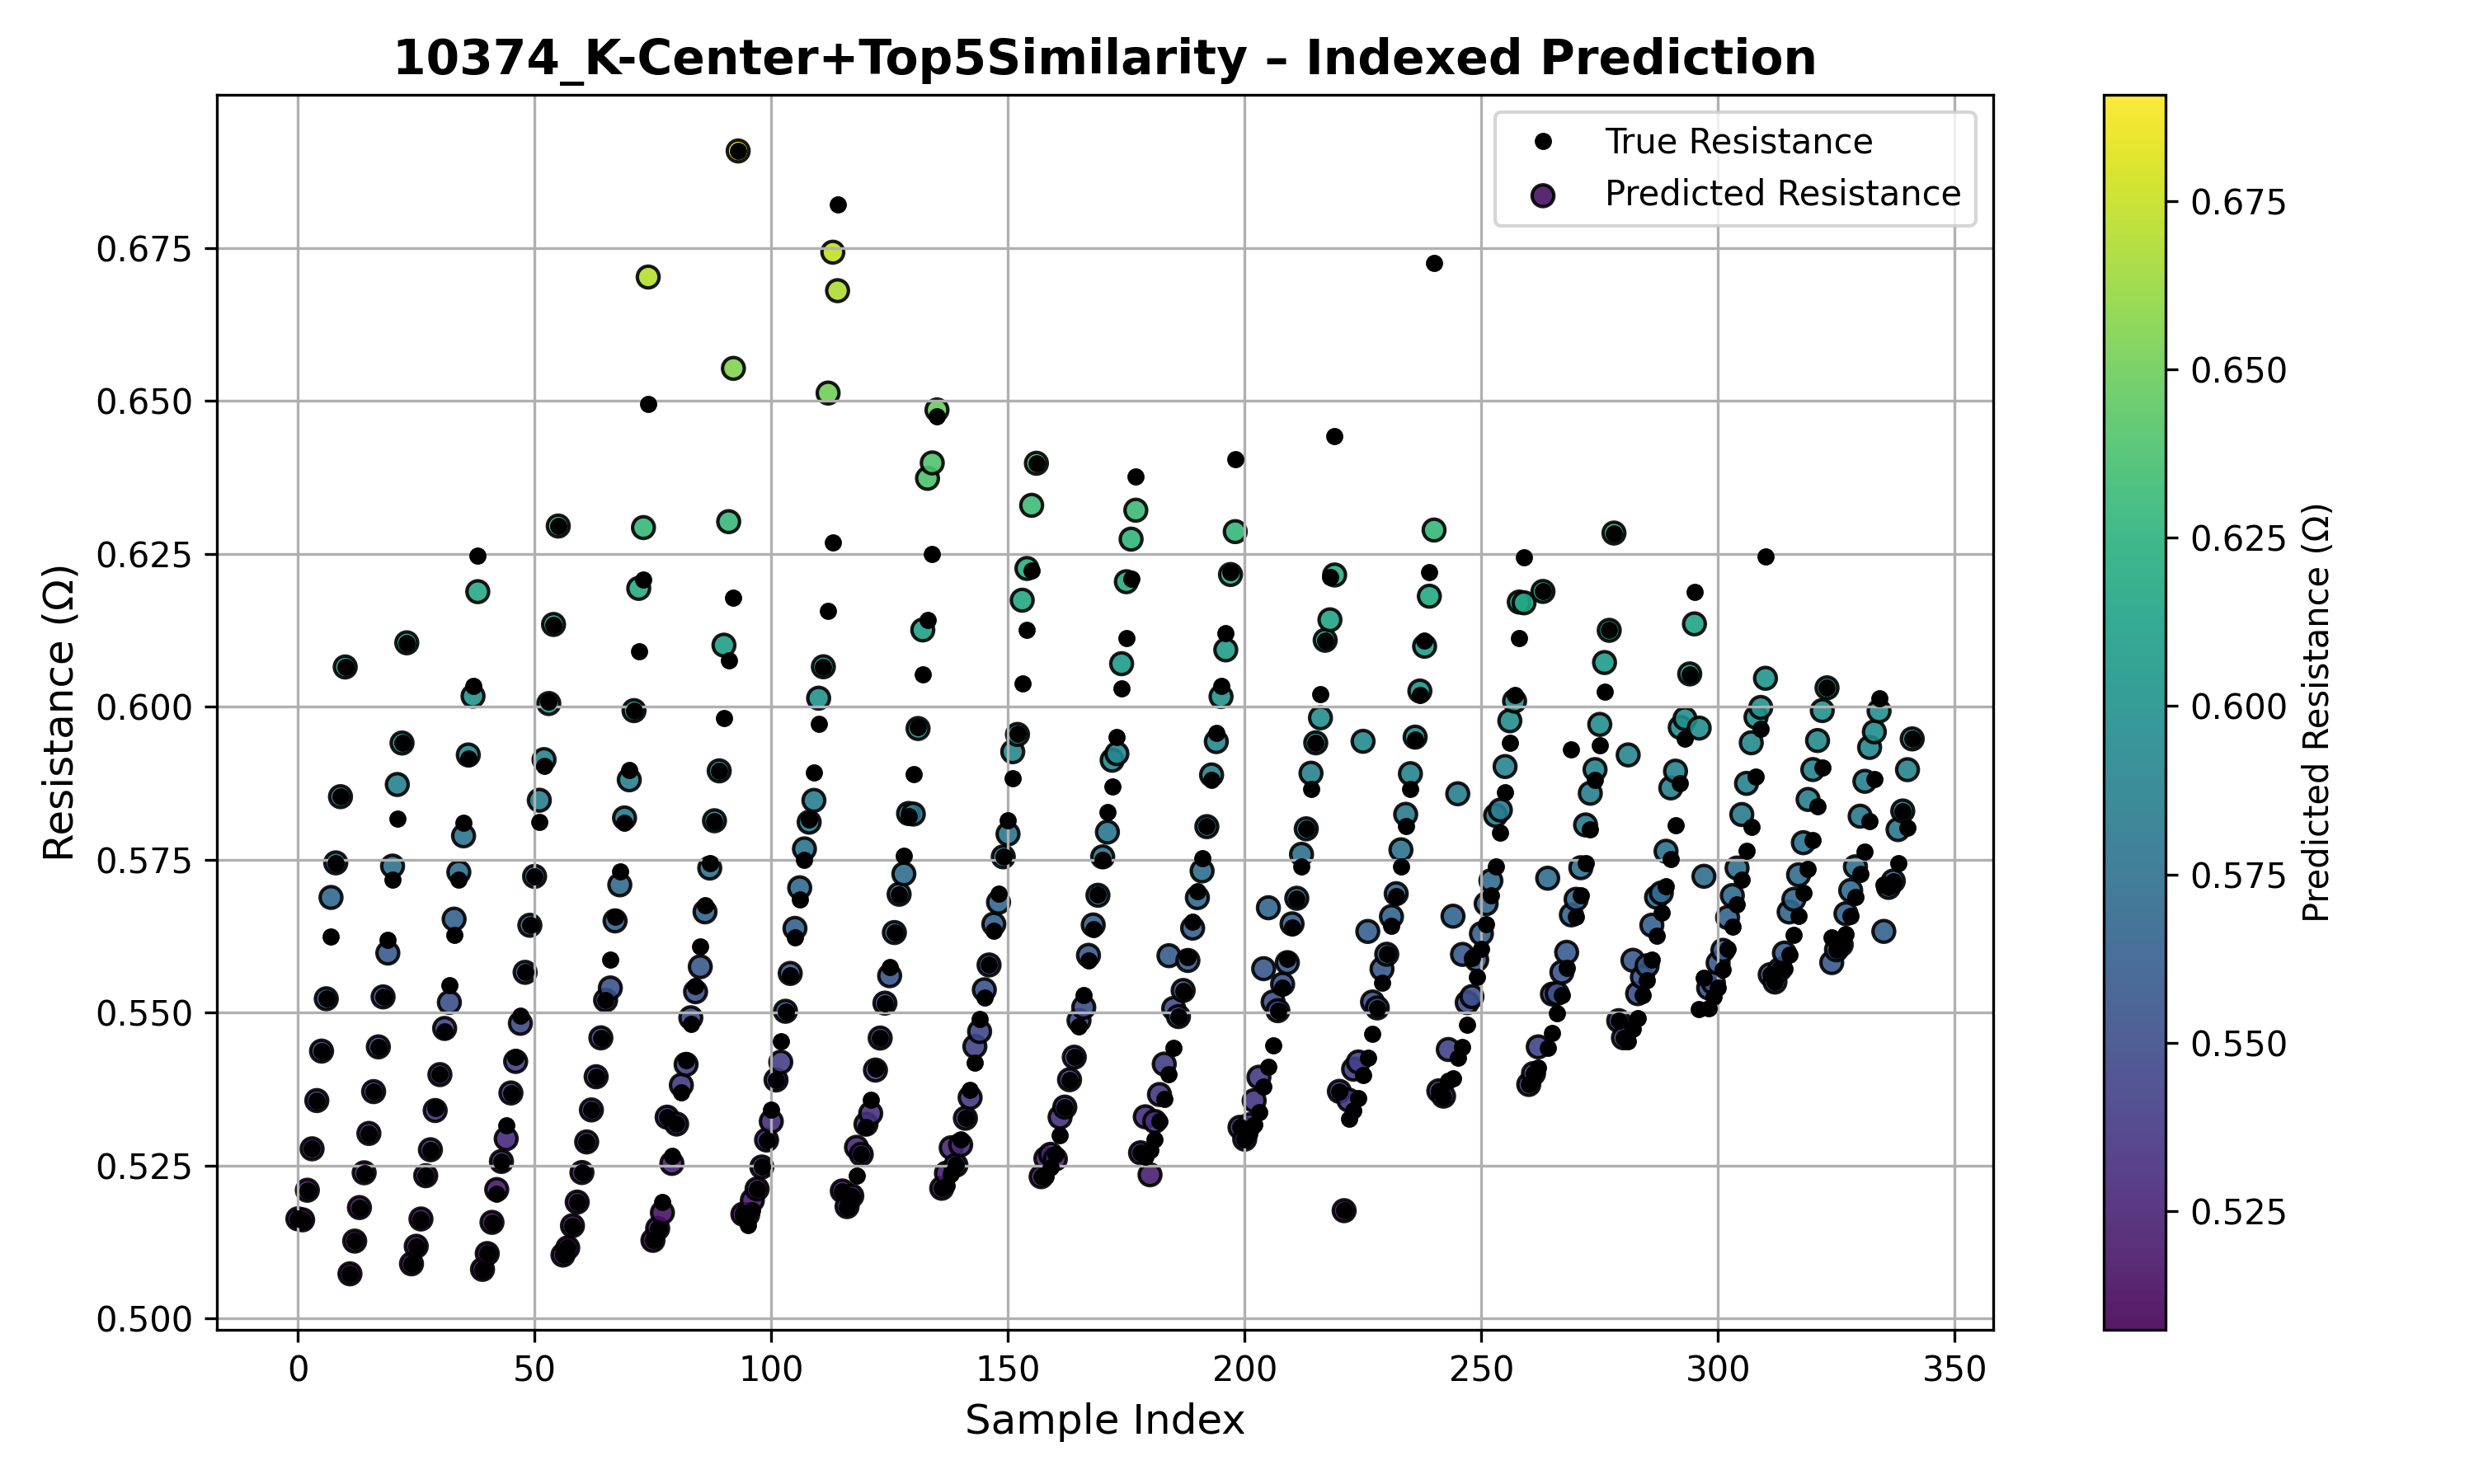 10374_K-Center+Top5Similarity – Indexed Prediction
True Resistance
Predicted Resistance
Resistance (Ω)
0.675
0.650
0.625
0.600
0.575
0.550
0.525
0.500
0 50 100 150 200 250 300 350
Sample Index
0.675
0.650
0.625
0.600
0.575
0.550
0.525
Predicted Resistance (Ω)